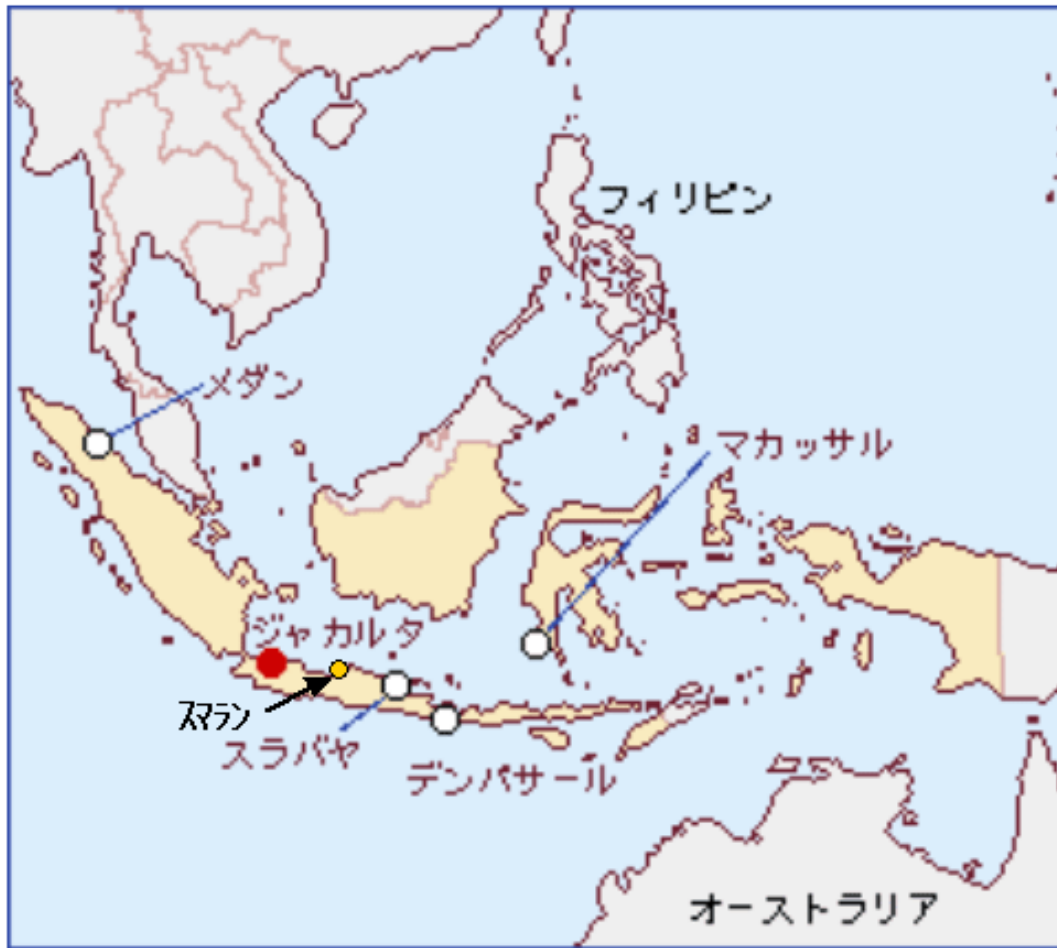 フィリピン
メダン
マカッサル
ジャカルタ
スマラン
スラバヤ
デンパサール
オーストラリア